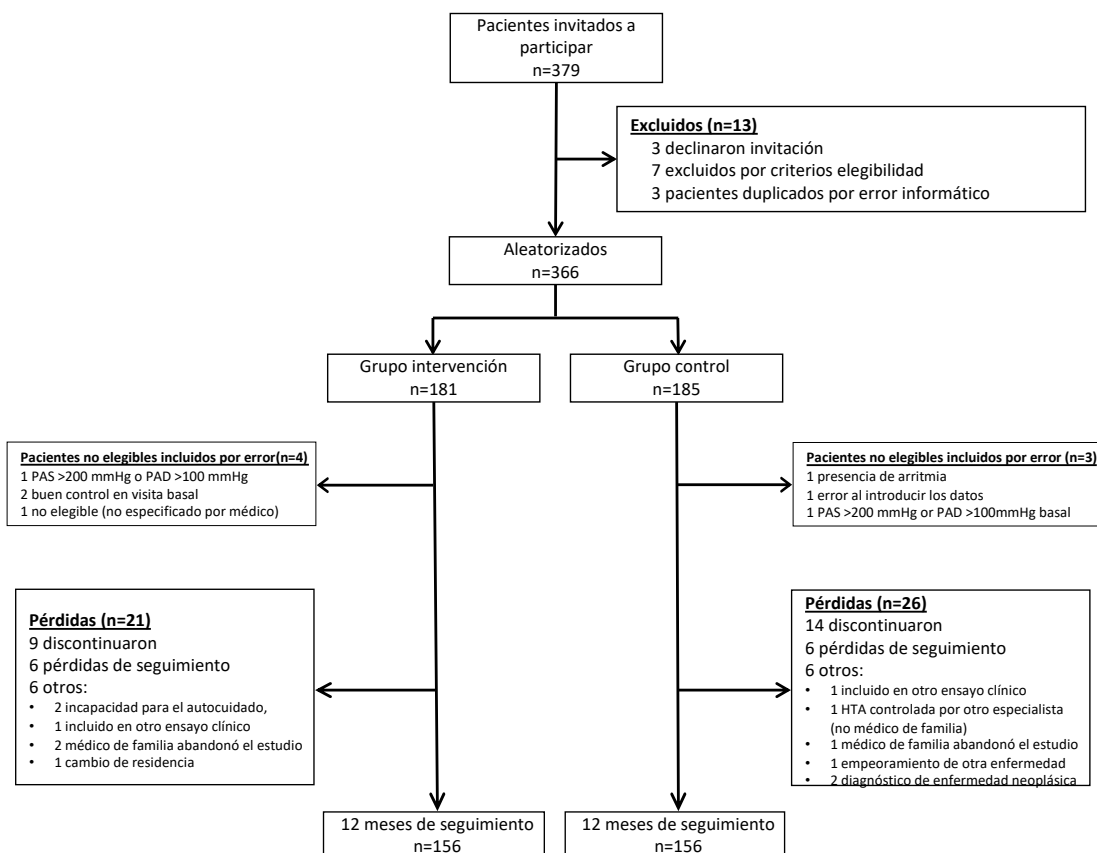 Pacientes invitados a
participar
n=379
Excluidos (n=13)
3 declinaron invitación
7 excluidos por criterios elegibilidad
3 pacientes duplicados por error informático
Aleatorizados
n=366
Grupo intervención
n=181
Grupo control
n=185
Pacientes no elegibles incluidos por error(n=4)
1 PAS >200 mmHg o PAD >100 mmHg
2 buen control en visita basal
1 no elegible (no especificado por médico)
Pacientes no elegibles incluidos por error (n=3)
1 presencia de arritmia
1 error al introducir los datos
1 PAS >200 mmHg or PAD >100mmHg basal
Pérdidas (n=21)
9 discontinuaron
6 pérdidas de seguimiento
6 otros:
• 2 incapacidad para el autocuidado,
• 1 incluido en otro ensayo clínico
• 2 médico de familia abandonó el estudio
• 1 cambio de residencia
Pérdidas (n=26)
14 discontinuaron
6 pérdidas de seguimiento
6 otros:
• 1 incluido en otro ensayo clínico
• 1 HTA controlada por otro especialista
(no médico de familia)
• 1 médico de familia abandonó el estudio
• 1 empeoramiento de otra enfermedad
• 2 diagnóstico de enfermedad neoplásica
12 meses de seguimiento
n=156
12 meses de seguimiento
n=156